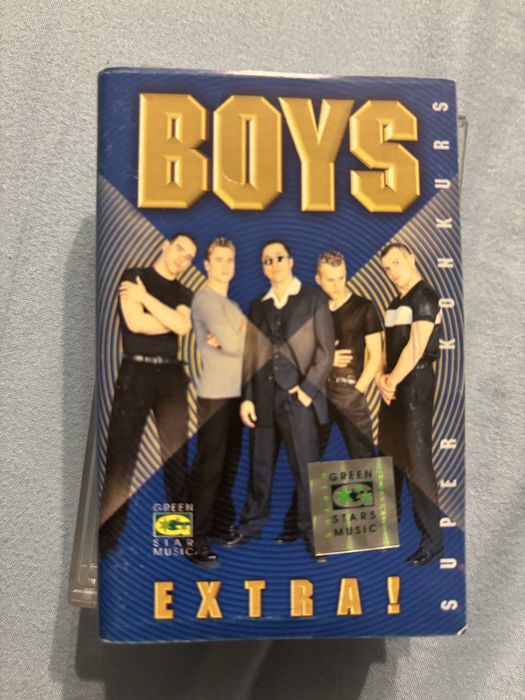 BOYS
SUPER KONKURS
GREEN
STAR
MUSIC
GREEN
STARS
MUSIC
EXTRA!